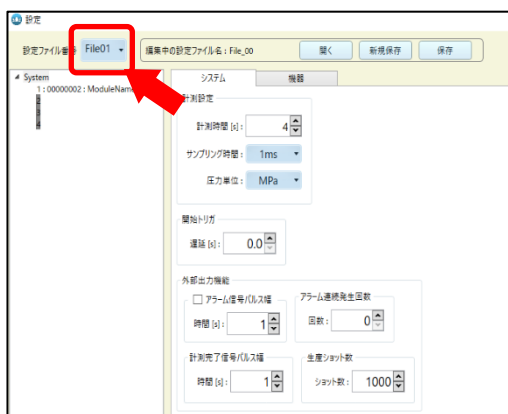 設定
設定ファイル番号 File01 編集中の設定ファイル名 : File_00 開く 新規保存 保存
System
1 : 00000002 : ModuleName
2
3
4
システム 機器
計測設定
計測時間 [s] : 4
サンプリング時間 : 1ms
圧力単位 : MPa
開始トリガ
遅延 [s] : 0.0
外部出力機能
アラーム信号パルス幅
時間 [s] : 1
アラーム連続発生回数
回数 : 0
計測完了信号パルス幅
時間 [s] : 1
生産ショット数
ショット数 : 1000